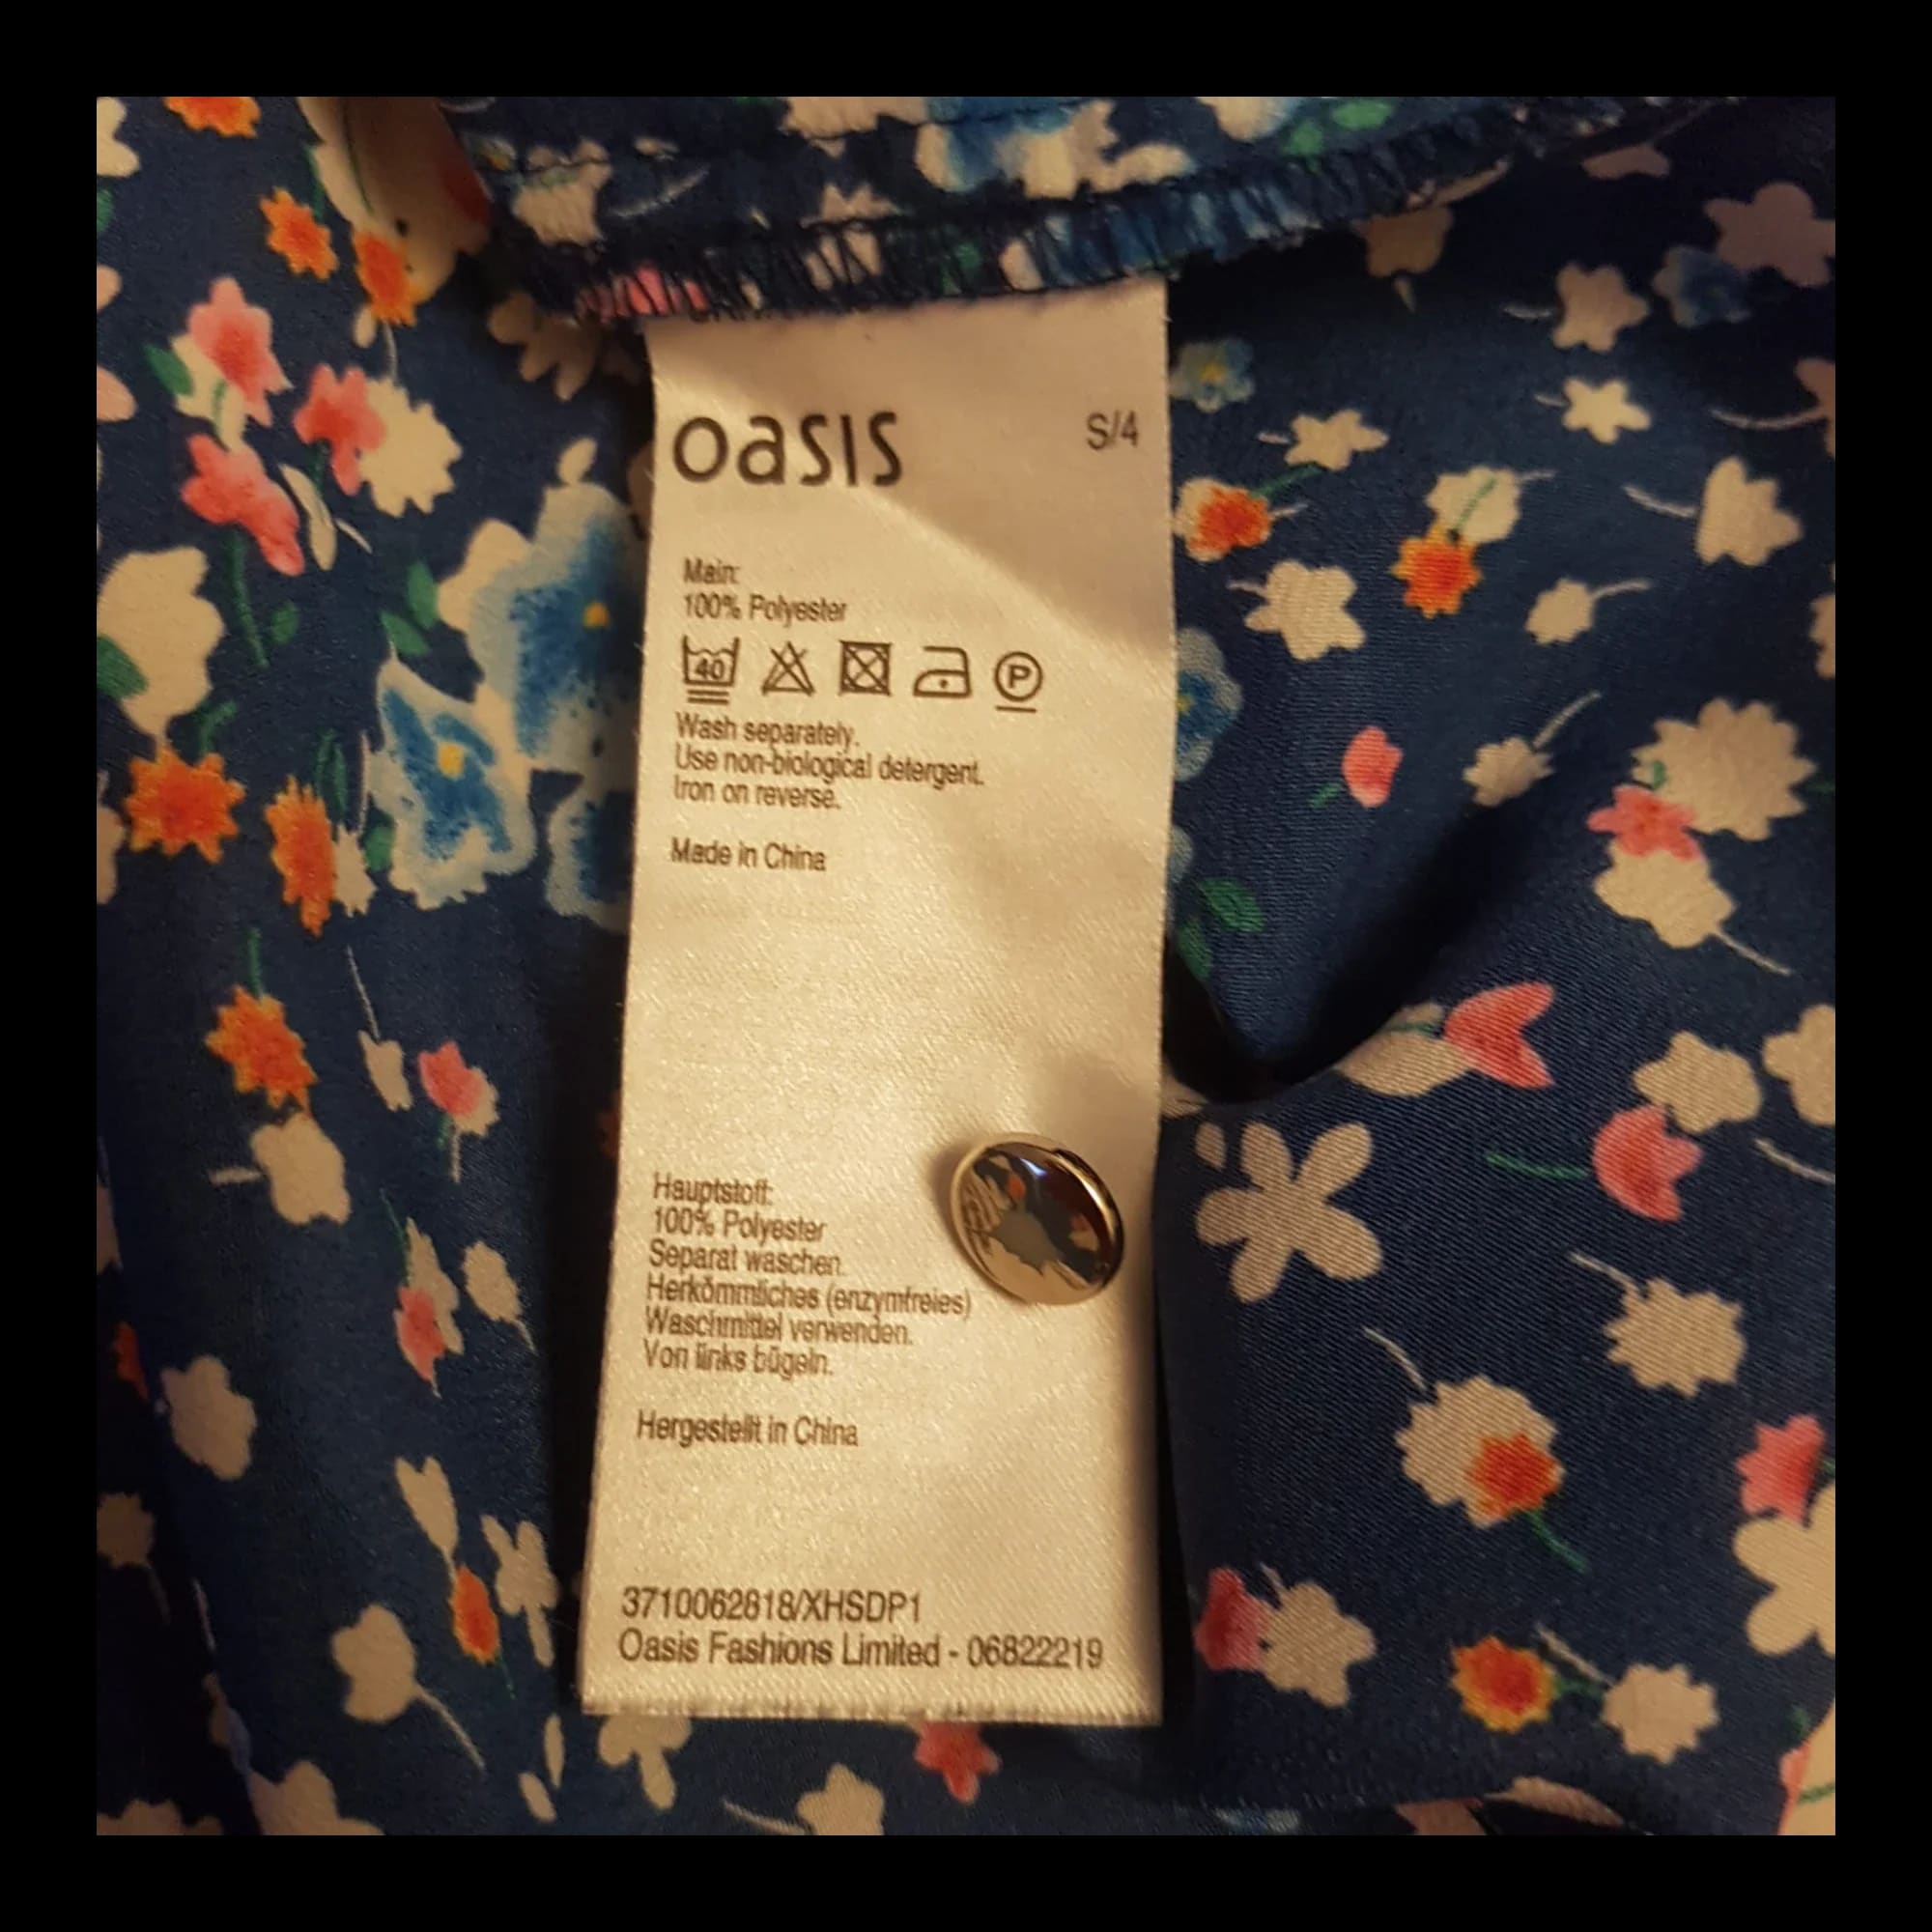 oasis
S/4
Main:
100% Polyester
40
P
Wash separately.
Use non-biological detergent.
Iron on reverse.
Made in China
Hauptstoff:
100% Polyester
Separat waschen.
Herkömmliches (enzymfreies)
Waschmittel verwenden.
Von links bügeln.
Hergestellt in China
3710062818/XHSDP1
Oasis Fashions Limited - 06822219